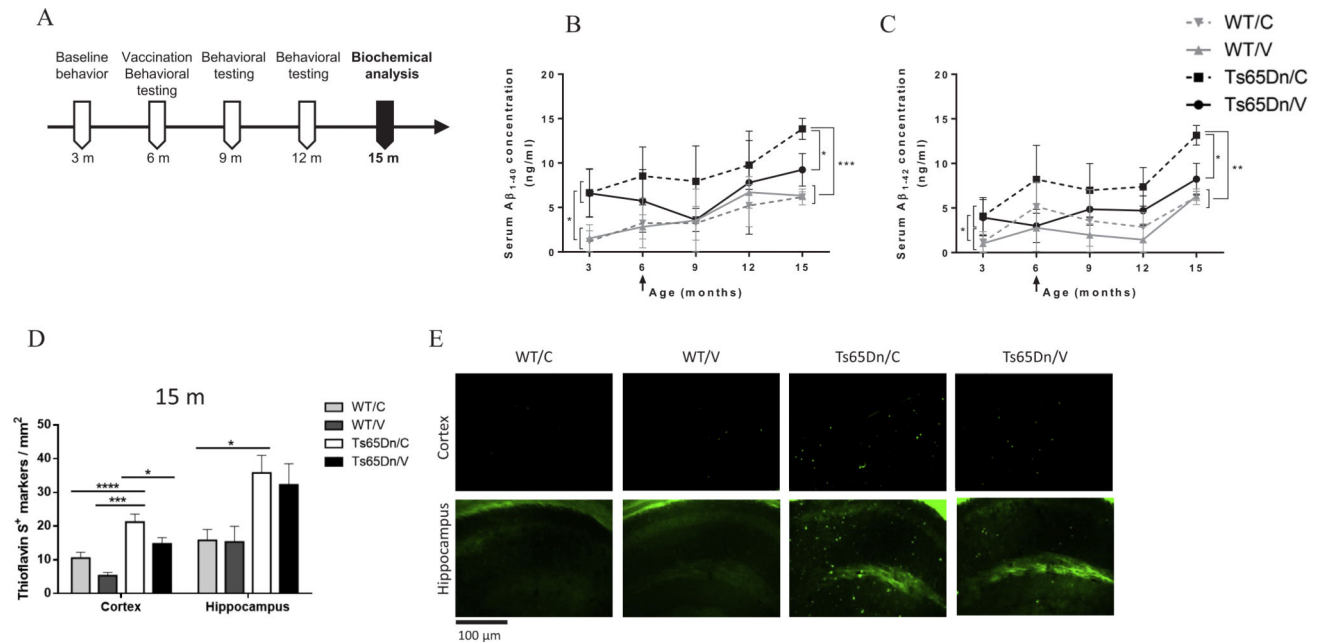 A
Baseline
behavior
Vaccination
Behavioral
testing
Behavioral
testing
Behavioral
testing
Biochemical
analysis
3 m
6 m
9 m
12 m
15 m
B
Serum Aβ1-40 concentration
(ng/ml)
20
15
10
5
0
3
6
9
12
15
Age (months)
*
*
***
C
Serum Aβ1-42 concentration
(ng/ml)
20
15
10
5
0
3
6
9
12
15
Age (months)
*
*
**
WT/C
WT/V
Ts65Dn/C
Ts65Dn/V
D
15 m
Thioflavin S+ markers / mm2
50
40
30
20
10
0
****
***
*
*
Cortex
Hippocampus
WT/C
WT/V
Ts65Dn/C
Ts65Dn/V
E
WT/C
WT/V
Ts65Dn/C
Ts65Dn/V
Cortex
Hippocampus
100 µm